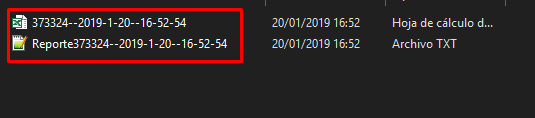 373324--2019-1-20--16-52-54 20/01/2019 16:52 Hoja de cálculo d...
Reporte373324--2019-1-20--16-52-54 20/01/2019 16:52 Archivo TXT